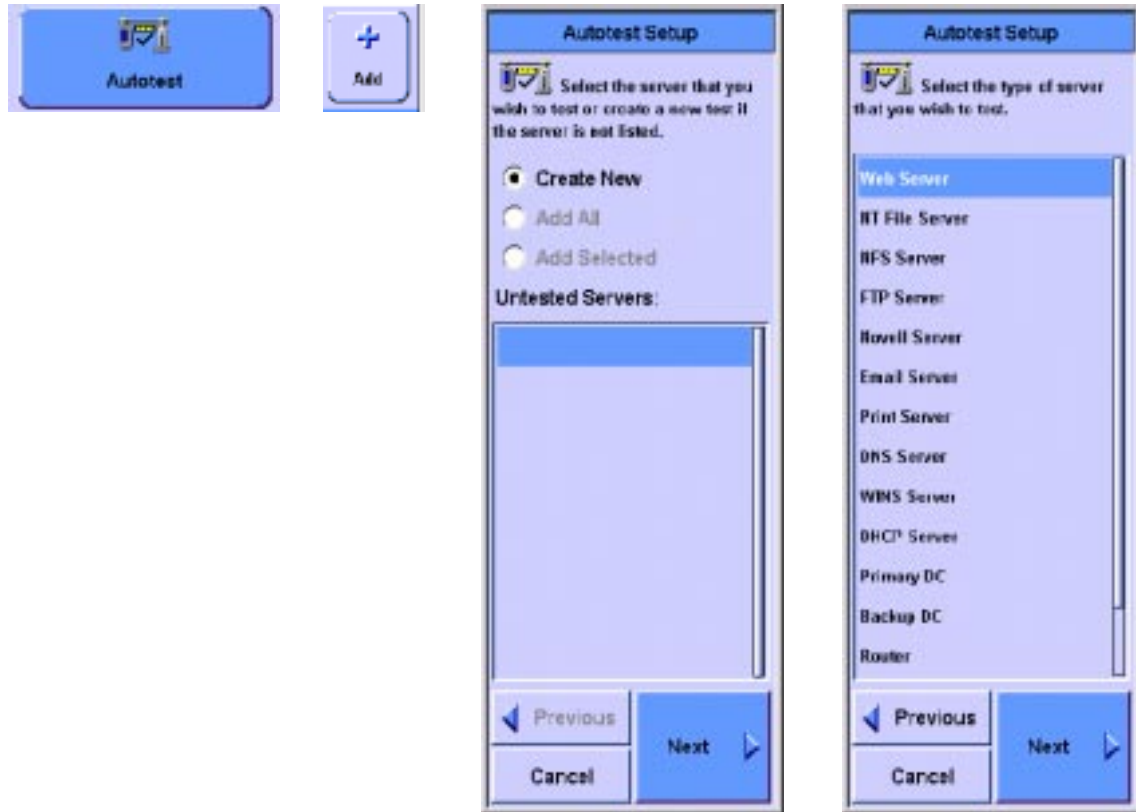 Autotest
Add
Autotest Setup
Select the server that you
wish to test or create a new test if
the server is not listed.
Create New
Add All
Add Selected
Untested Servers:
Previous
Next
Cancel
Autotest Setup
Select the type of server
that you wish to test.
Web Server
NT File Server
NFS Server
FTP Server
Novell Server
Email Server
Print Server
DNS Server
WINS Server
DHCP Server
Primary DC
Backup DC
Router
Previous
Next
Cancel